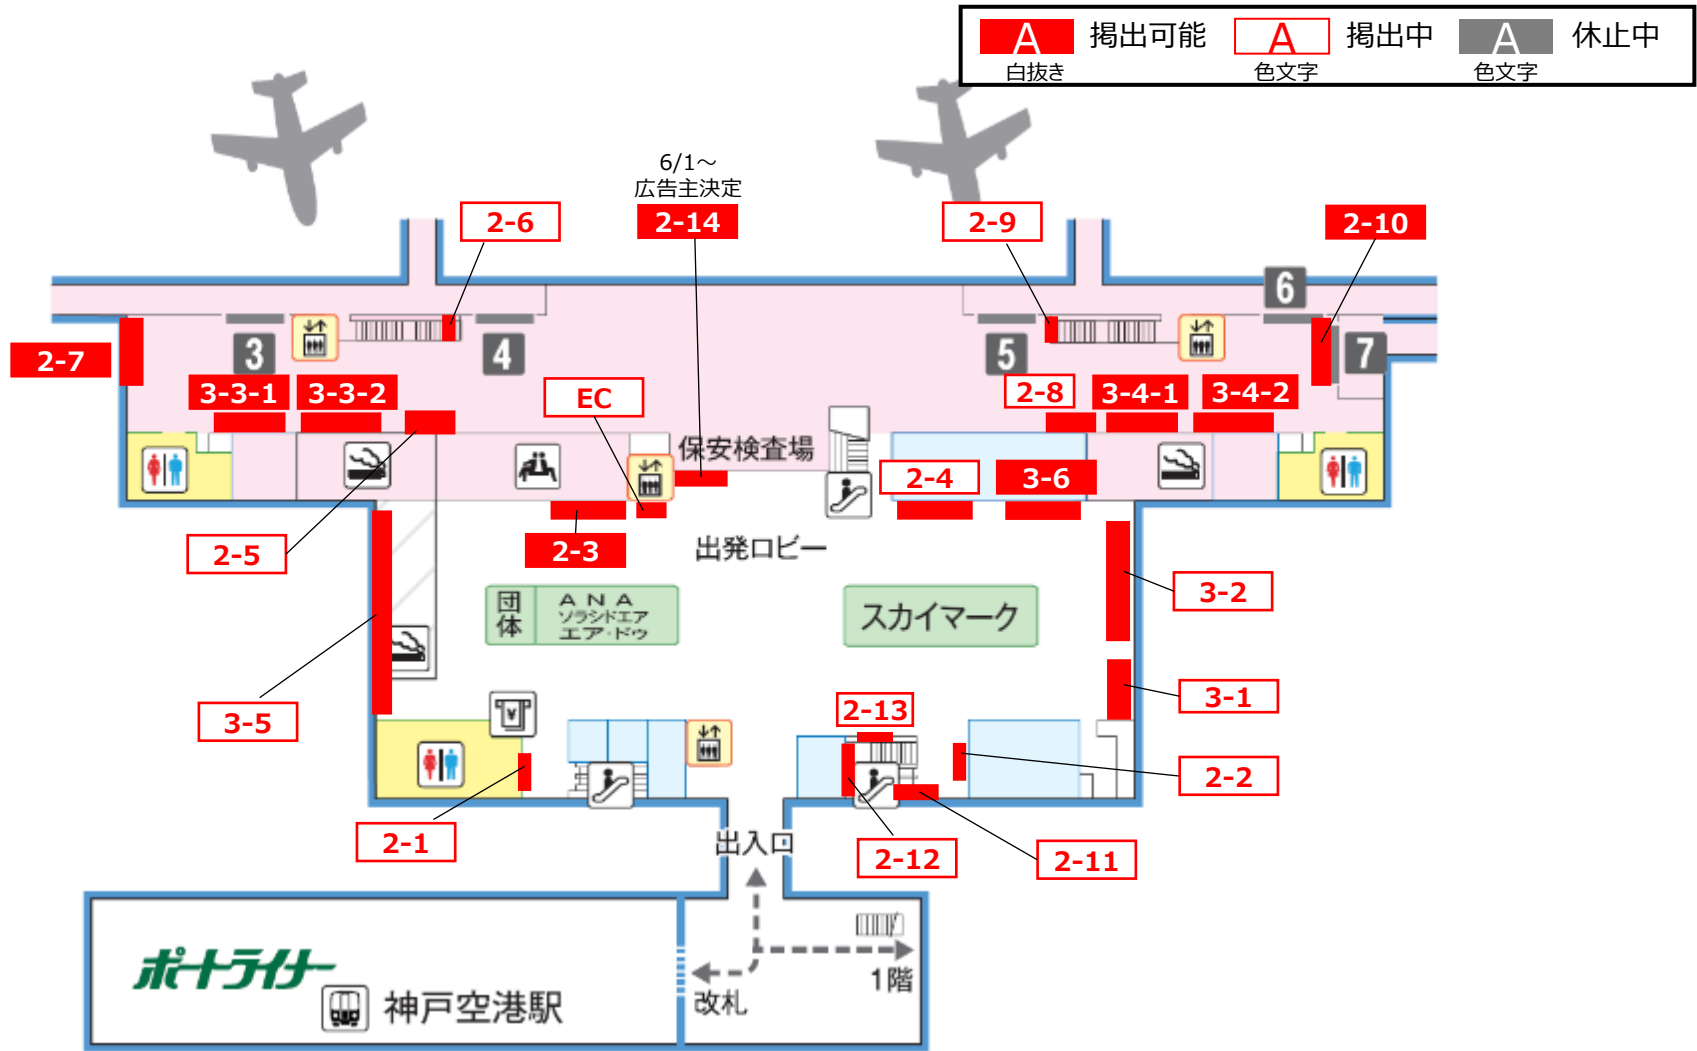 A 掲出可能 A 掲出中 A 休止中
白抜き 色文字 色文字
6/1～
広告主決定
2-6 2-14 2-9 2-10
6
2-7 3 4 5 7
3-3-1 3-3-2 EC 2-8 3-4-1 3-4-2
保安検査場
2-4 3-6
2-5 2-3 出発ロビー
3-2
団体 ANA
ソラシドエア
エア・ドゥ
スカイマーク
3-5 2-13 3-1
¥
2-2
2-1 出入口 2-12 2-11
ポートライナー
神戸空港駅
改札
1階